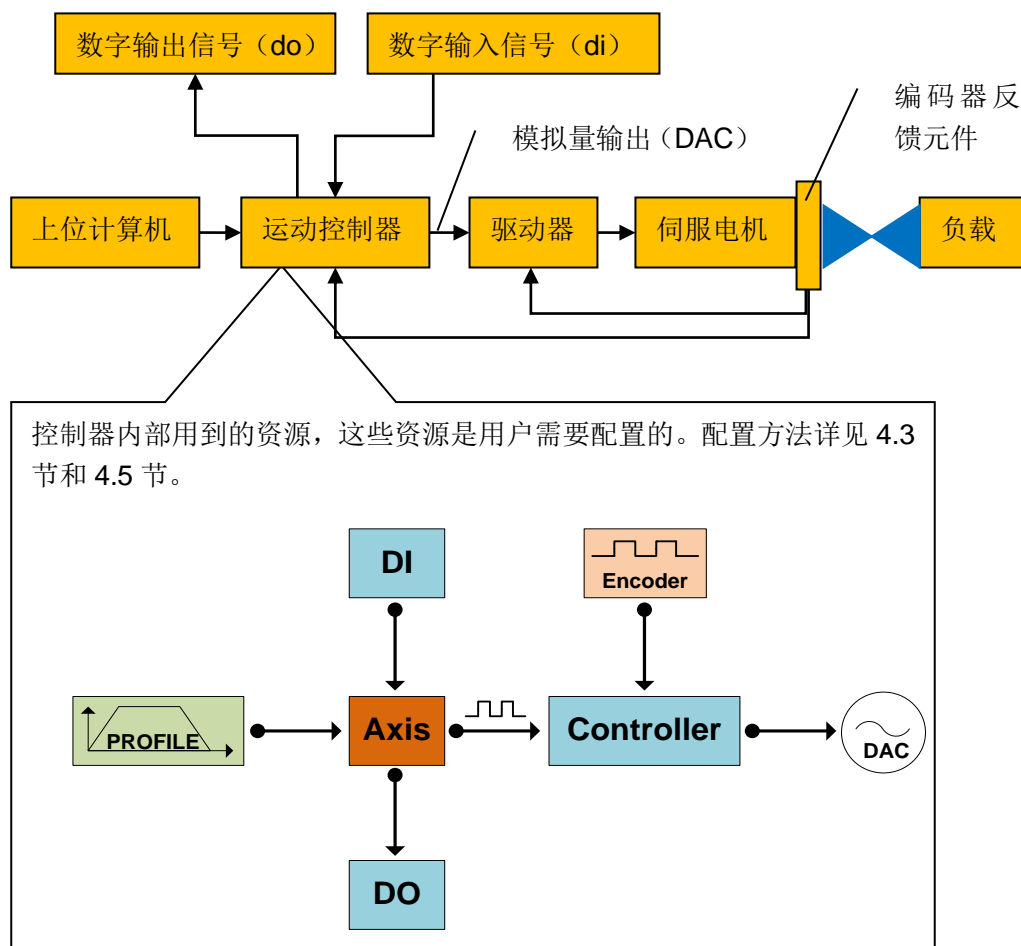 数字输出信号（do）
数字输入信号（di）
编码器反
馈元件
模拟量输出（DAC）
上位计算机
运动控制器
驱动器
伺服电机
负载
控制器内部用到的资源，这些资源是用户需要配置的。配置方法详见 4.3
节和 4.5 节。
DI
Encoder
PROFILE
Axis
Controller
DAC
DO